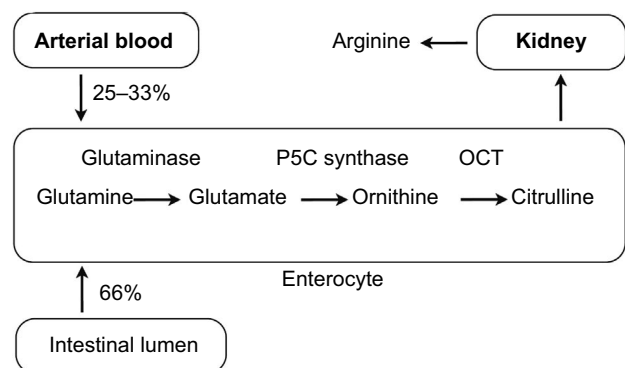 Arterial blood
Arginine
Kidney
25–33%
Glutaminase
P5C synthase
OCT
Glutamine
Glutamate
Ornithine
Citrulline
Enterocyte
66%
Intestinal lumen